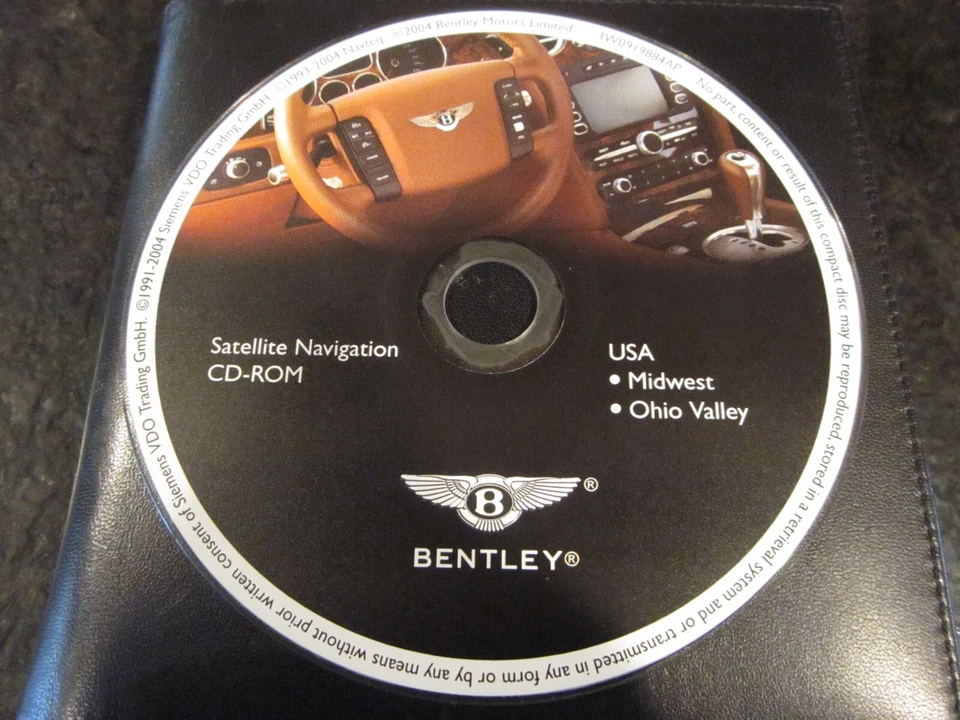 ©1991-2004 Siemens VDO Trading GmbH. ©1993-2004 Navteq. ℗2004 Bentley Motors Limited 3W0919884AP No part, content or result of this compact disc may be reproduced, stored in a retrieval system and/or transmitted in any form or by any means without prior written consent of Siemens VDO Trading GmbH.
Satellite Navigation
CD-ROM
USA
• Midwest
• Ohio Valley
B ®
BENTLEY®